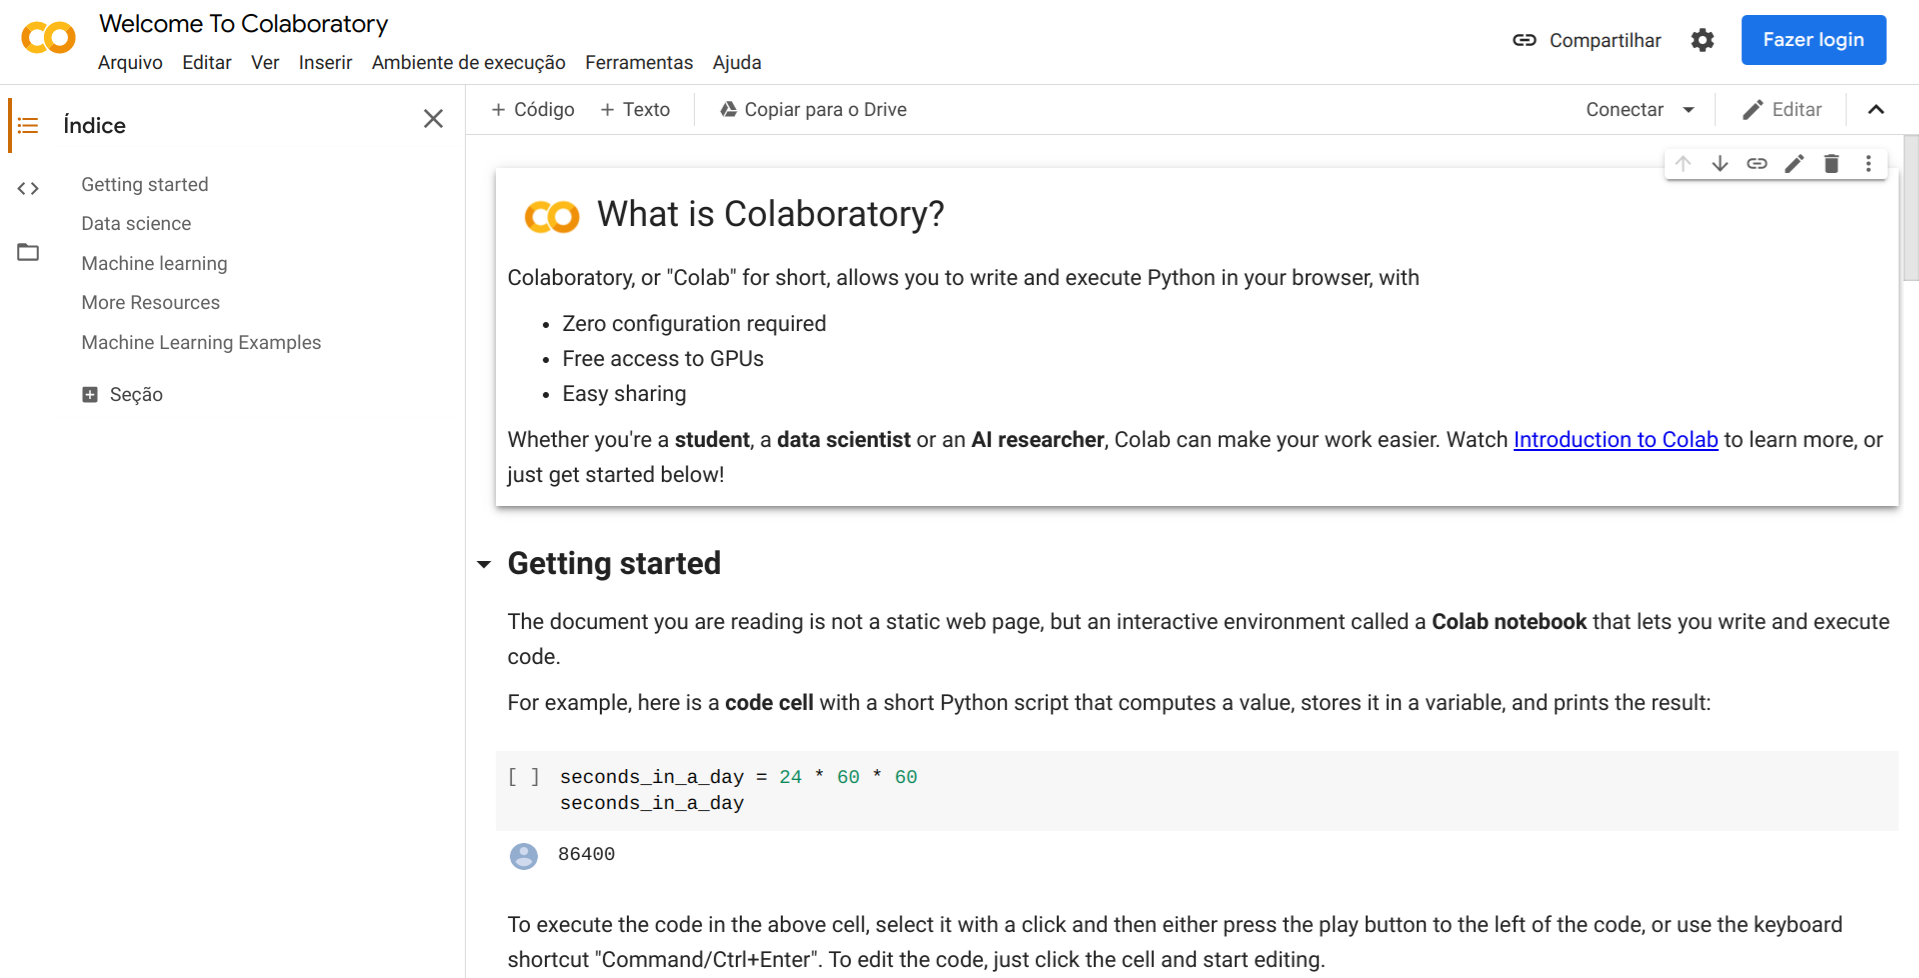 Welcome To Colaboratory
Arquivo Editar Ver Inserir Ambiente de execução Ferramentas Ajuda
Compartilhar
Fazer login
Índice
Getting started
Data science
Machine learning
More Resources
Machine Learning Examples
Seção
+ Código + Texto Copiar para o Drive
Conectar Editar
What is Colaboratory?
Colaboratory, or "Colab" for short, allows you to write and execute Python in your browser, with
• Zero configuration required
• Free access to GPUs
• Easy sharing
Whether you're a student, a data scientist or an AI researcher, Colab can make your work easier. Watch Introduction to Colab to learn more, or
just get started below!
Getting started
The document you are reading is not a static web page, but an interactive environment called a Colab notebook that lets you write and execute
code.
For example, here is a code cell with a short Python script that computes a value, stores it in a variable, and prints the result:
[ ] seconds_in_a_day = 24 * 60 * 60
seconds_in_a_day
86400
To execute the code in the above cell, select it with a click and then either press the play button to the left of the code, or use the keyboard
shortcut "Command/Ctrl+Enter". To edit the code, just click the cell and start editing.